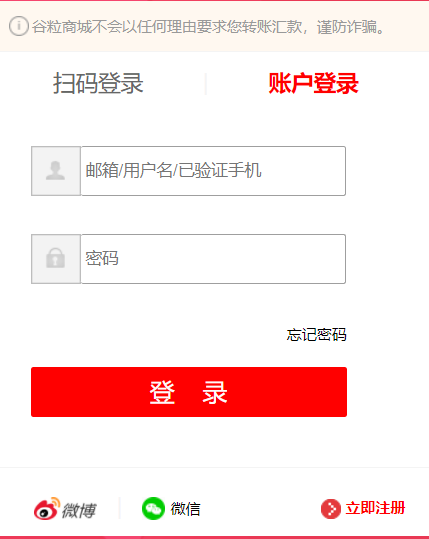 谷粒商城不会以任何理由要求您转账汇款，谨防诈骗。
扫码登录 账户登录
邮箱/用户名/已验证手机
密码
忘记密码
登 录
微博 微信 立即注册